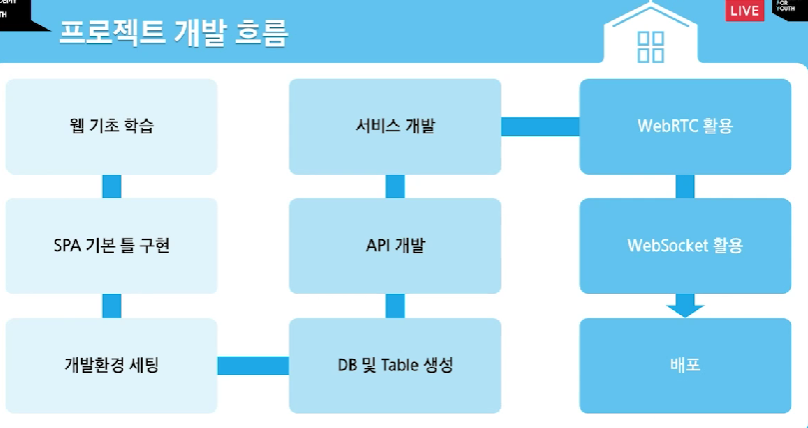 프로젝트 개발 흐름
LIVE
FOR
YOUTH
웹 기초 학습
서비스 개발
WebRTC 활용
SPA 기본 틀 구현
API 개발
WebSocket 활용
개발환경 세팅
DB 및 Table 생성
배포